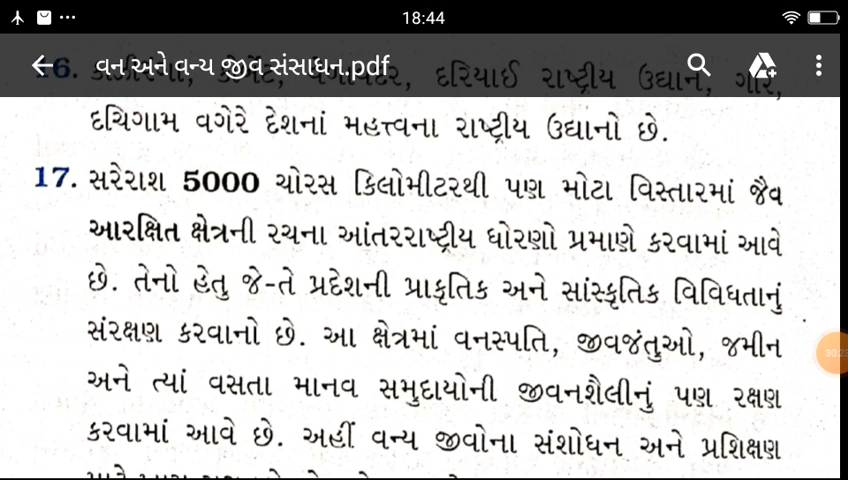 18:44
વન અને વન્ય જીવ સંસાધન.pdf
16.
દરિયાઈ રાષ્ટ્રીય ઉદ્યાન, ગીર,
દચિગામ વગેરે દેશનાં મહત્ત્વના રાષ્ટ્રીય ઉદ્યાનો છે.
17. સરેરાશ 5000 ચોરસ કિલોમીટરથી પણ મોટા વિસ્તારમાં જૈવ
આરક્ષિત ક્ષેત્રની રચના આંતરરાષ્ટ્રીય ધોરણો પ્રમાણે કરવામાં આવે
છે. તેનો હેતુ જે-તે પ્રદેશની પ્રાકૃતિક અને સાંસ્કૃતિક વિવિધતાનું
સંરક્ષણ કરવાનો છે. આ ક્ષેત્રમાં વનસ્પતિ, જીવજંતુઓ, જમીન
અને ત્યાં વસતા માનવ સમુદાયોની જીવનશૈલીનું પણ રક્ષણ
કરવામાં આવે છે. અહીં વન્ય જીવોના સંશોધન અને પ્રશિક્ષણ
30:23